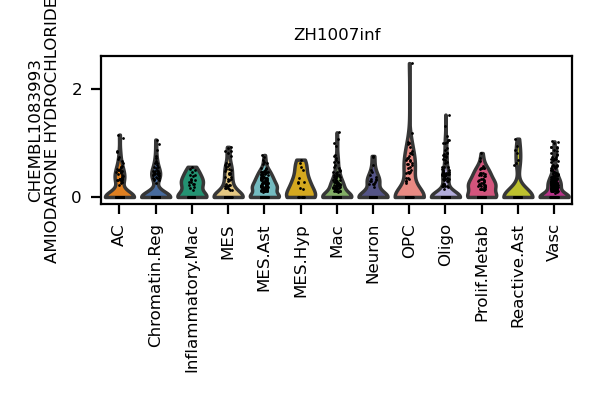 ZH1007inf
CHEMBL1083993
AMIODARONE HYDROCHLORIDE
2
0
AC
Chromatin.Reg
Inflammatory.Mac
MES
MES.Ast
MES.Hyp
Mac
Neuron
OPC
Oligo
Prolif.Metab
Reactive.Ast
Vasc